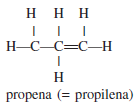 H H H
H–C–C=C–H
H
propena (= propilena)